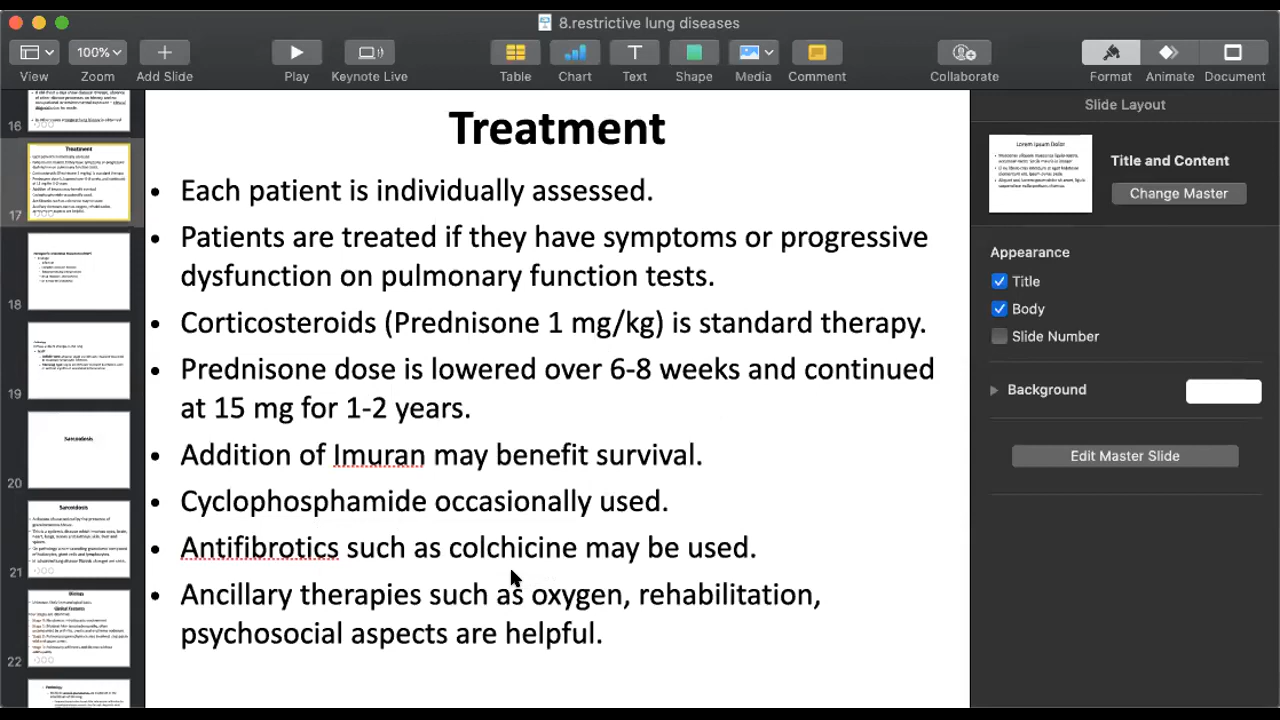 8.restrictive lung diseases
100%
View
Zoom
Add Slide
Play
Keynote Live
Table
Chart
Text
Shape
Media
Comment
Collaborate
Format
Animate
Document
16
17
Treatment
18
19
20
Sarcoidosis
21
Sarcoidosis
22
Treatment
• Each patient is individually assessed.
• Patients are treated if they have symptoms or progressive
dysfunction on pulmonary function tests.
• Corticosteroids (Prednisone 1 mg/kg) is standard therapy.
• Prednisone dose is lowered over 6-8 weeks and continued
at 15 mg for 1-2 years.
• Addition of Imuran may benefit survival.
• Cyclophosphamide occasionally used.
• Antifibrotics such as colchicine may be used.
• Ancillary therapies such as oxygen, rehabilitation,
psychosocial aspects are helpful.
Slide Layout
Lorem Ipsum Dolor
Title and Content
Change Master
Appearance
Title
Body
Slide Number
Background
Edit Master Slide